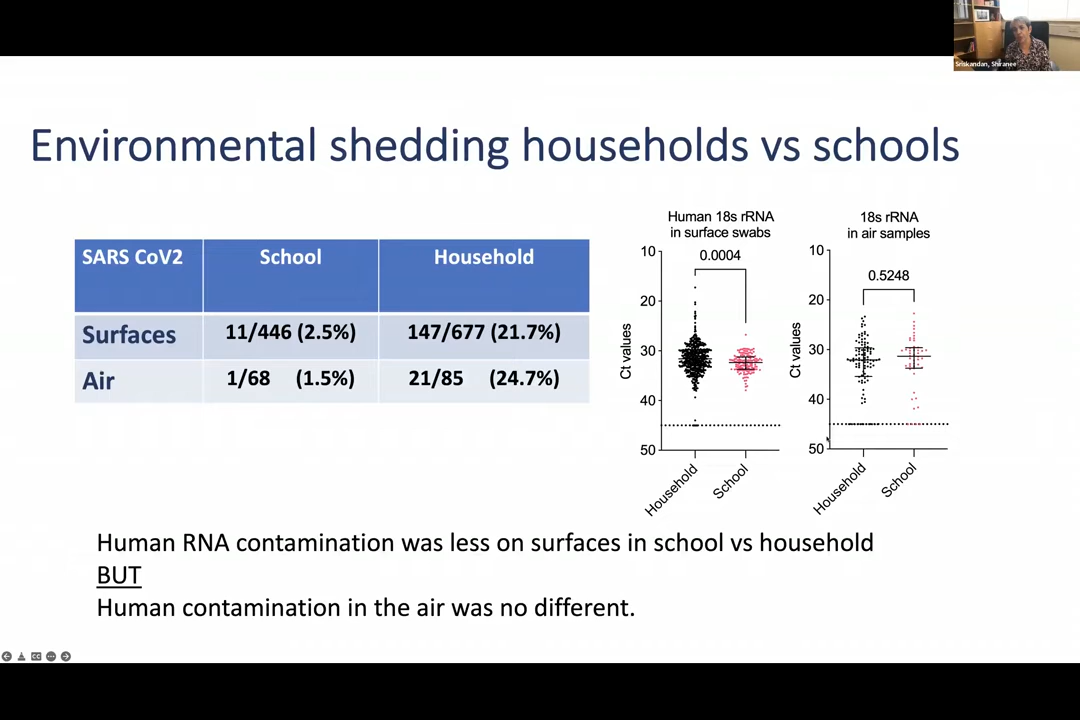 Sriskandan, Shiranee
Environmental shedding households vs schools
SARS CoV2 School Household
Surfaces 11/446 (2.5%) 147/677 (21.7%)
Air 1/68 (1.5%) 21/85 (24.7%)
Human 18s rRNA
in surface swabs
0.0004
10
20
30
40
50
Ct values
Household
School
18s rRNA
in air samples
0.5248
10
20
30
40
50
Ct values
Household
School
Human RNA contamination was less on surfaces in school vs household
BUT
Human contamination in the air was no different.
CC